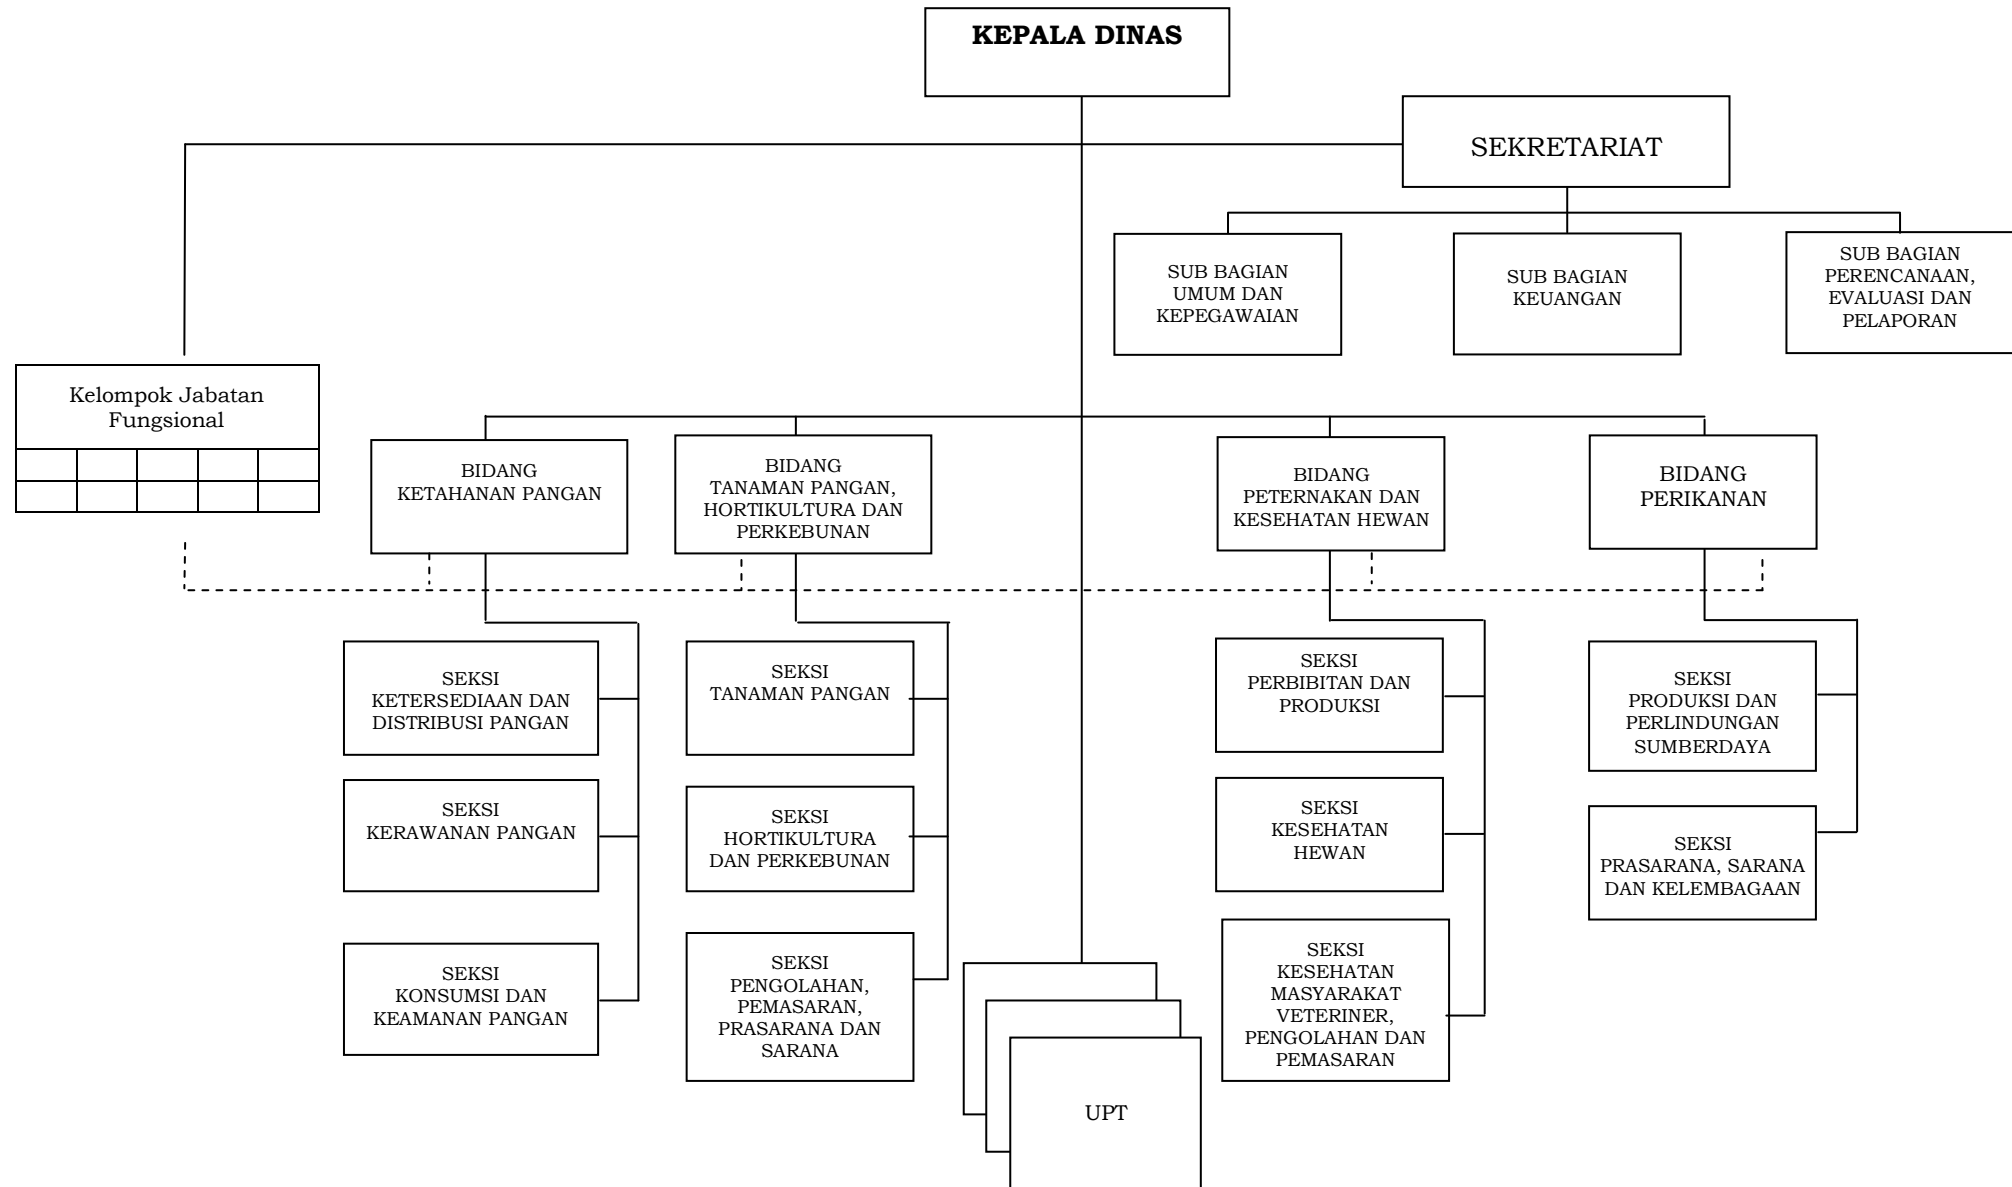 KEPALA DINAS
SEKRETARIAT
SUB BAGIAN
UMUM DAN
KEPEGAWAIAN
SUB BAGIAN
KEUANGAN
SUB BAGIAN
PERENCANAAN,
EVALUASI DAN
PELAPORAN
Kelompok Jabatan
Fungsional
BIDANG
KETAHANAN PANGAN
BIDANG
TANAMAN PANGAN,
HORTIKULTURA DAN
PERKEBUNAN
BIDANG
PETERNAKAN DAN
KESEHATAN HEWAN
BIDANG
PERIKANAN
SEKSI
KETERSEDIAAN DAN
DISTRIBUSI PANGAN
SEKSI
TANAMAN PANGAN
SEKSI
PERBIBITAN DAN
PRODUKSI
SEKSI
PRODUKSI DAN
PERLINDUNGAN
SUMBERDAYA
SEKSI
KERAWANAN PANGAN
SEKSI
HORTIKULTURA
DAN PERKEBUNAN
SEKSI
KESEHATAN
HEWAN
SEKSI
PRASARANA, SARANA
DAN KELEMBAGAAN
SEKSI
KONSUMSI DAN
KEAMANAN PANGAN
SEKSI
PENGOLAHAN,
PEMASARAN,
PRASARANA DAN
SARANA
SEKSI
KESEHATAN
MASYARAKAT
VETERINER,
PENGOLAHAN DAN
PEMASARAN
UPT